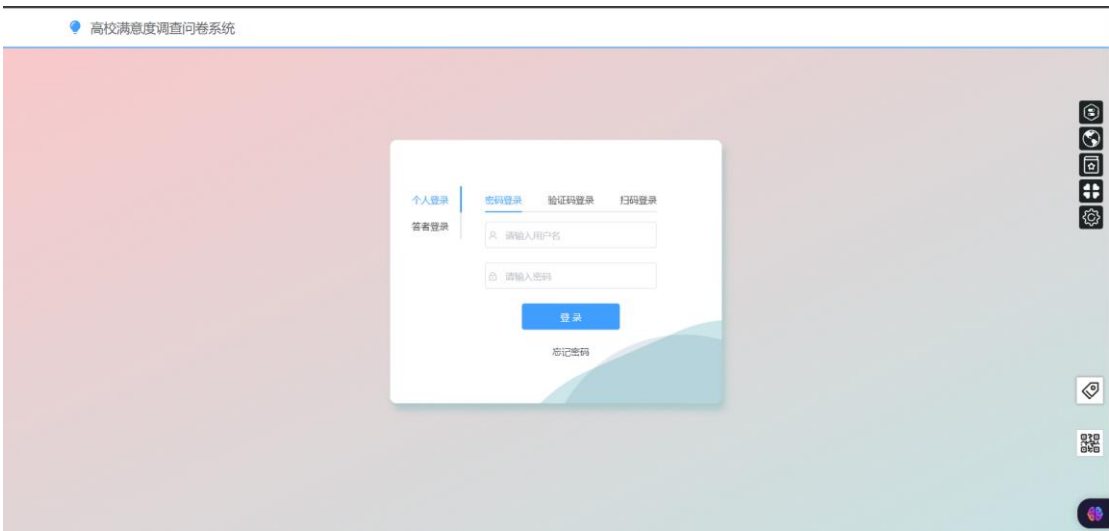 高校满意度调查问卷系统
个人登录
答者登录
密码登录 验证码登录 扫码登录
请输入用户名
请输入密码
登录
忘记密码